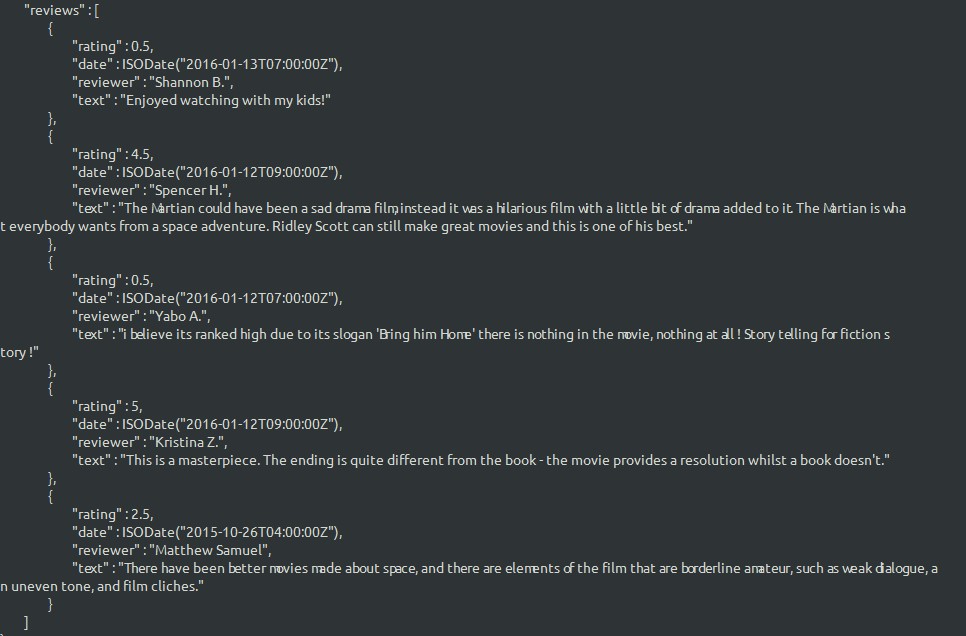 "reviews" : [
{
"rating" : 0.5,
"date" : ISODate("2016-01-13T07:00:00Z"),
"reviewer" : "Shannon B.",
"text" : "Enjoyed watching with my kids!"
},
{
"rating" : 4.5,
"date" : ISODate("2016-01-12T09:00:00Z"),
"reviewer" : "Spencer H.",
"text" : "The Martian could have been a sad drama film, instead it was a hilarious film with a little bit of drama added to it. The Martian is wha
t everybody wants from a space adventure. Ridley Scott can still make great movies and this is one of his best."
},
{
"rating" : 0.5,
"date" : ISODate("2016-01-12T07:00:00Z"),
"reviewer" : "Yabo A.",
"text" : "i believe its ranked high due to its slogan 'Bring him Home' there is nothing in the movie, nothing at all ! Story telling for fiction s
tory !"
},
{
"rating" : 5,
"date" : ISODate("2016-01-12T09:00:00Z"),
"reviewer" : "Kristina Z.",
"text" : "This is a masterpiece. The ending is quite different from the book - the movie provides a resolution whilst a book doesn't."
},
{
"rating" : 2.5,
"date" : ISODate("2015-10-26T04:00:00Z"),
"reviewer" : "Matthew Samuel",
"text" : "There have been better movies made about space, and there are elements of the film that are borderline amateur, such as weak dialogue, a
n uneven tone, and film cliches."
}
]